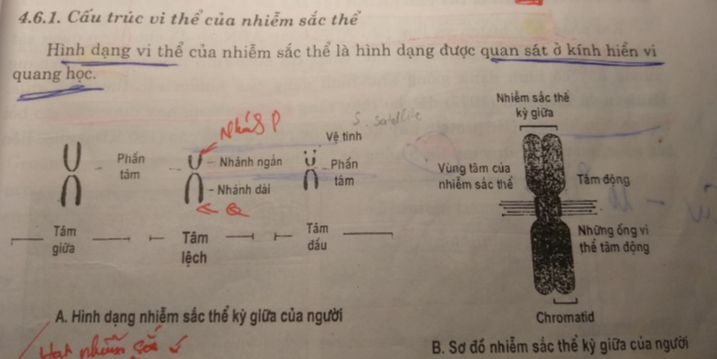 4.6.1. Cấu trúc vi thể của nhiễm sắc thể
Hình dạng vi thể của nhiễm sắc thể là hình dạng được quan sát ở kính hiển vi
quang học.
Nhiễm sắc thể
kỳ giữa
Nhánh P
S. Satellite
Vệ tinh
Phần
tâm
Nhánh ngắn
Nhánh dài
Phần
tâm
Q
Vùng tâm của
nhiễm sắc thể
Tâm động
Những ống vi
thể tâm động
Tâm
giữa
Tâm
lệch
Tâm
đầu
Chromatid
A. Hình dạng nhiễm sắc thể kỳ giữa của người
B. Sơ đồ nhiễm sắc thể kỳ giữa của người